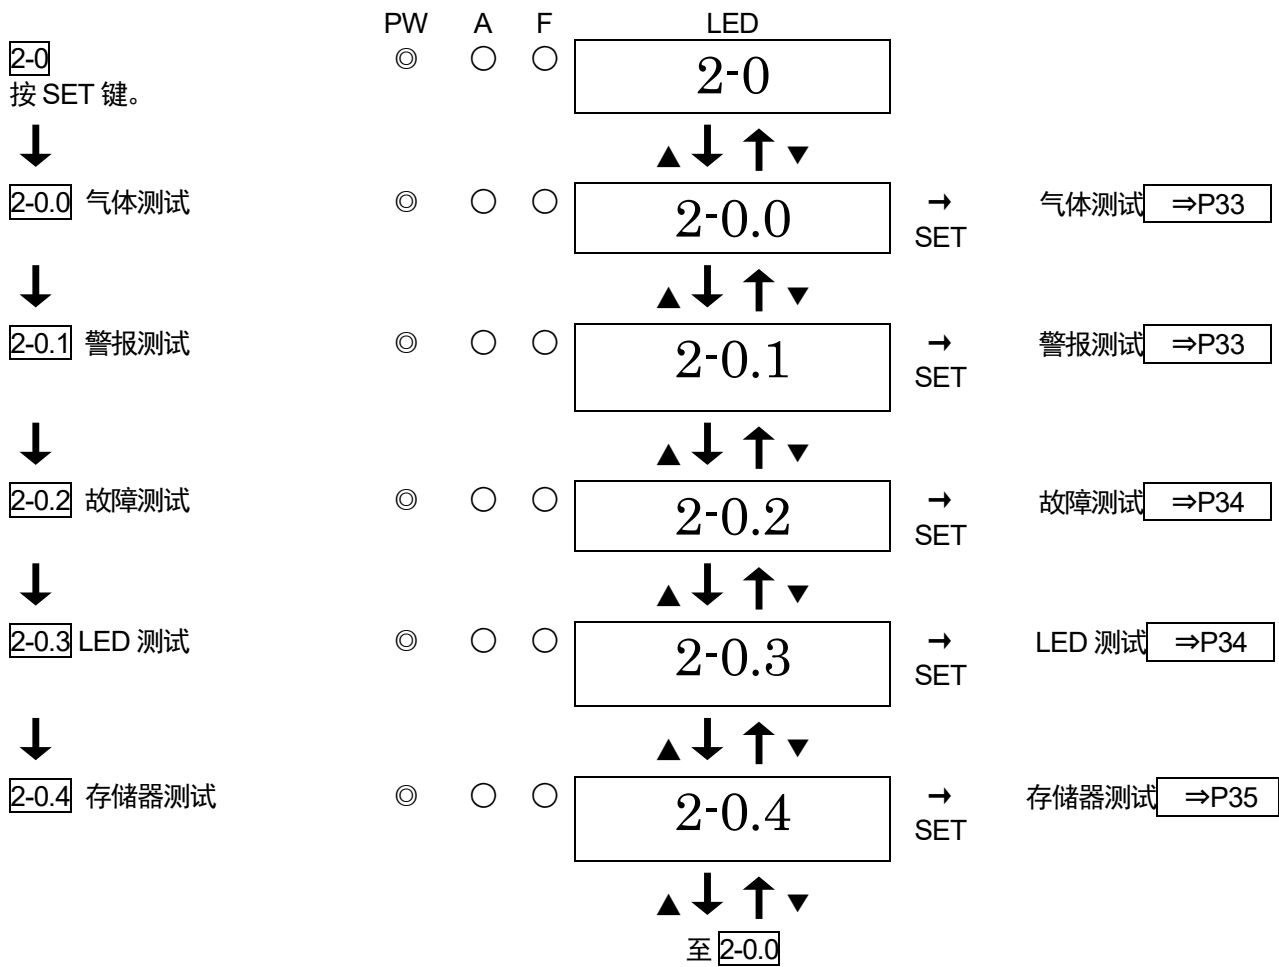 PW A F LED
2-0 ◎ ○ ○ 2-0
按 SET 键。
↓ ▲ ↓ ↑ ▼
2-0.0 气体测试 ◎ ○ ○ 2-0.0 → 气体测试 ⇒P33
SET
↓ ▲ ↓ ↑ ▼
2-0.1 警报测试 ◎ ○ ○ 2-0.1 → 警报测试 ⇒P33
SET
↓ ▲ ↓ ↑ ▼
2-0.2 故障测试 ◎ ○ ○ 2-0.2 → 故障测试 ⇒P34
SET
↓ ▲ ↓ ↑ ▼
2-0.3 LED 测试 ◎ ○ ○ 2-0.3 → LED 测试 ⇒P34
SET
↓ ▲ ↓ ↑ ▼
2-0.4 存储器测试 ◎ ○ ○ 2-0.4 → 存储器测试 ⇒P35
SET
▲ ↓ ↑ ▼
至 2-0.0